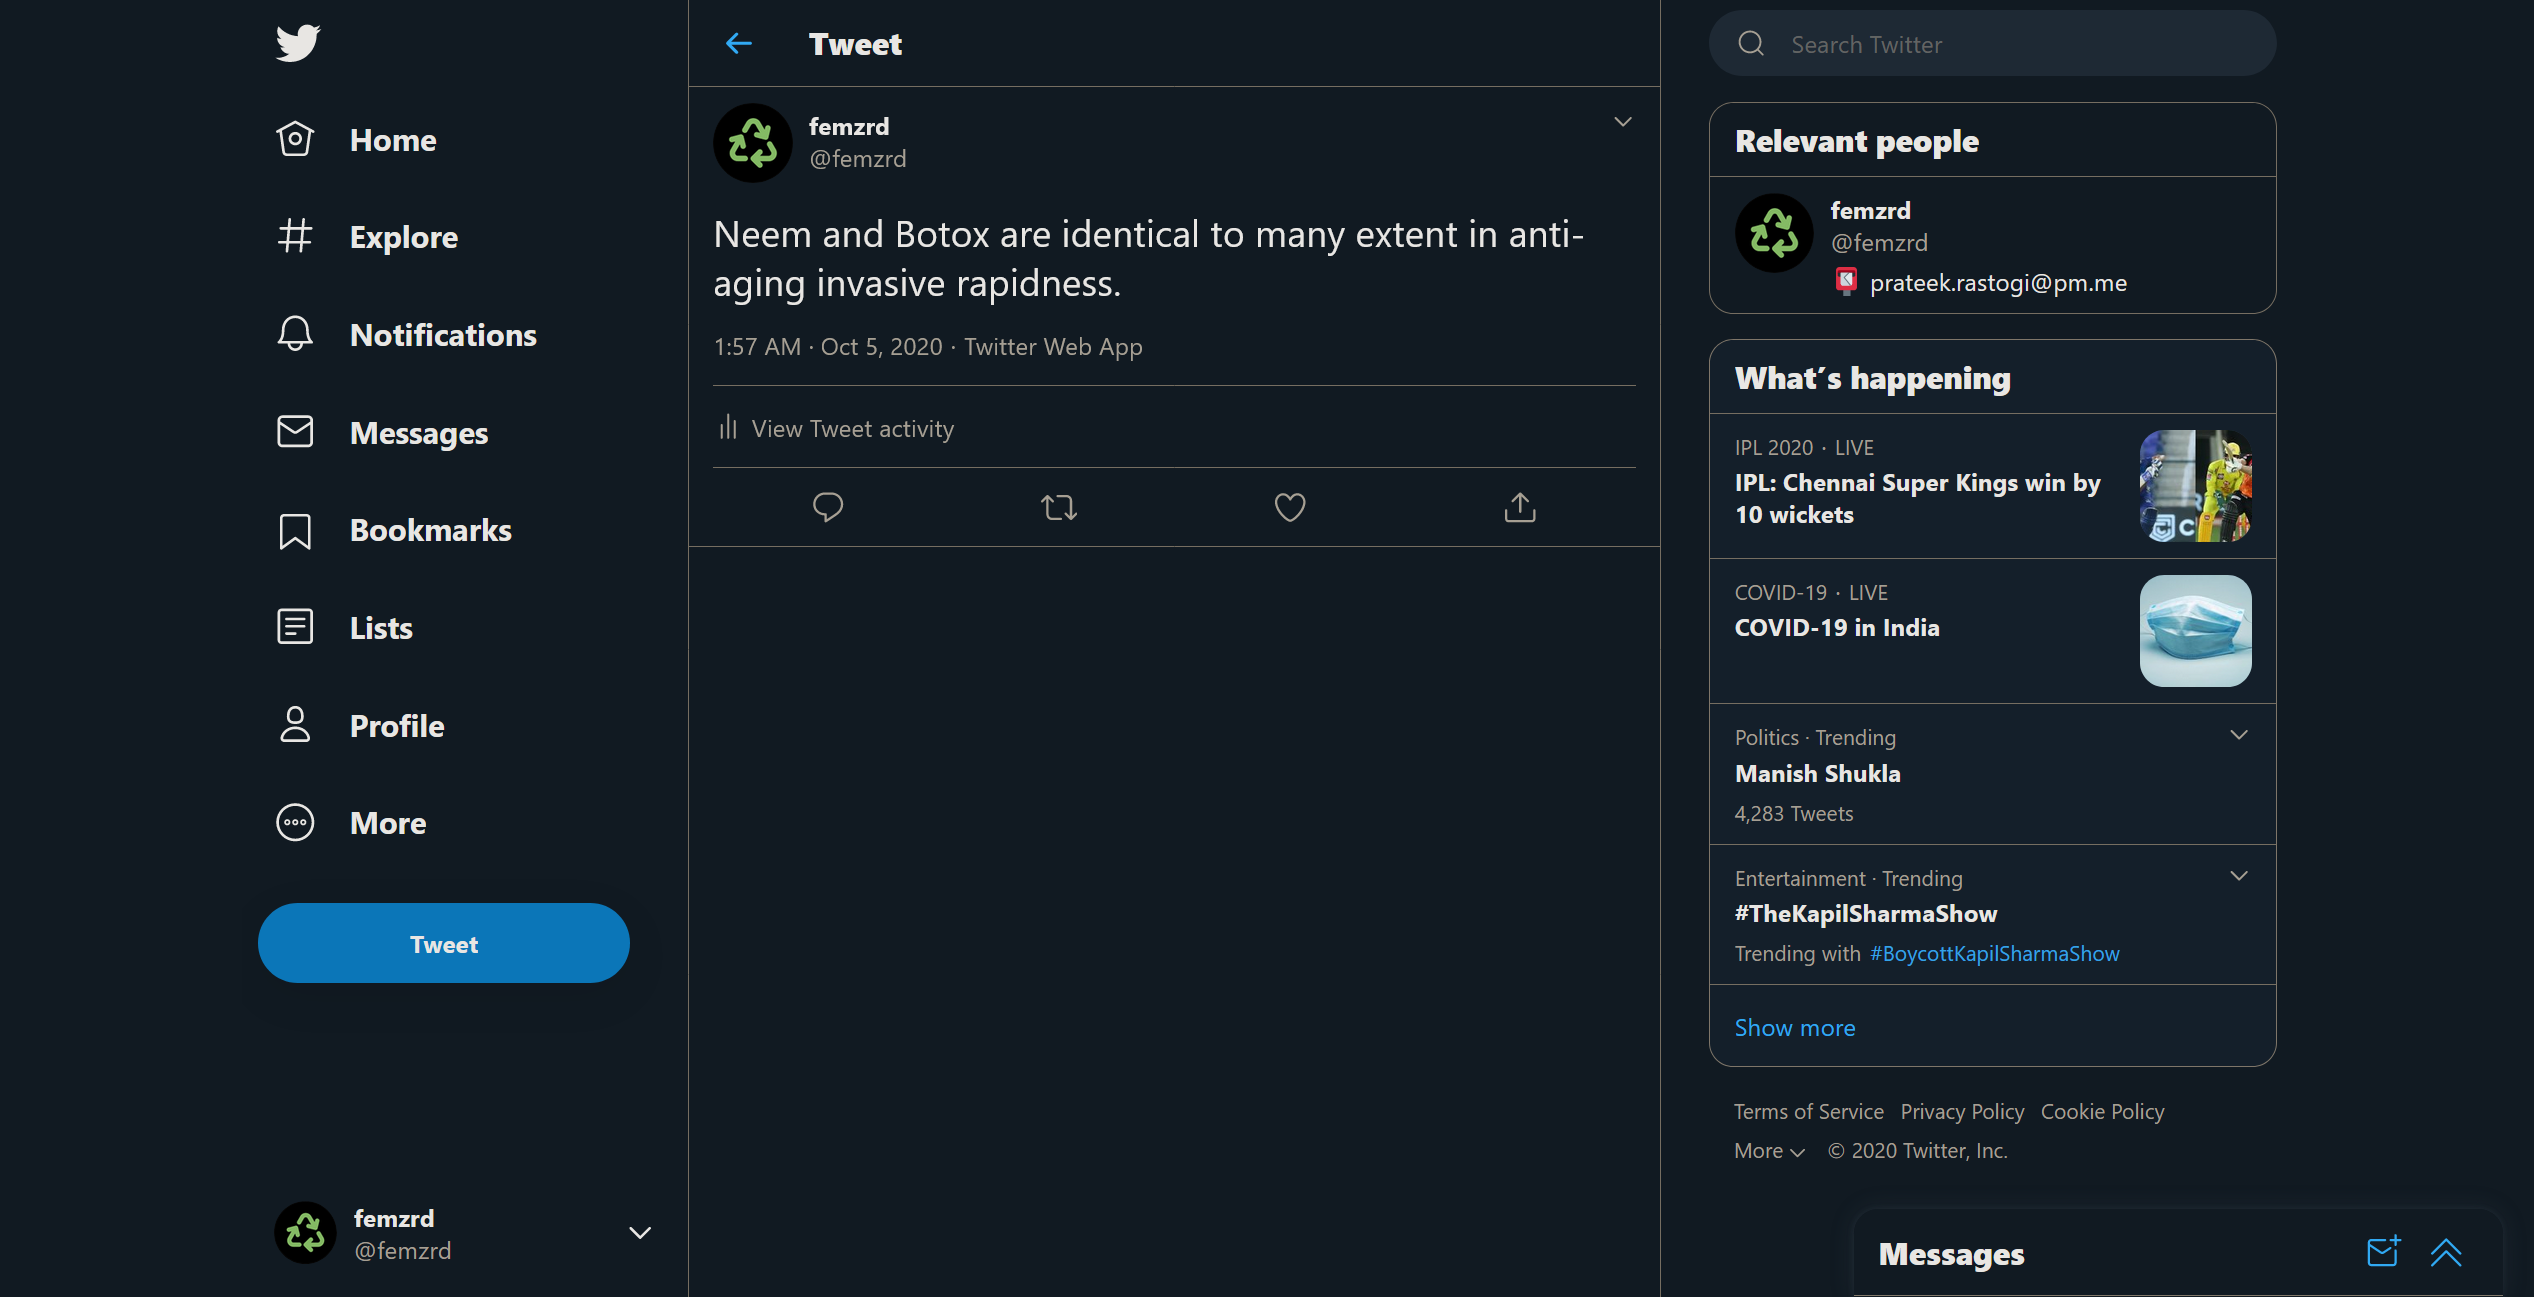 Home
Explore
Notifications
Messages
Bookmarks
Lists
Profile
More
Tweet
femzrd
@femzrd
Tweet
femzrd
@femzrd
Neem and Botox are identical to many extent in anti-
aging invasive rapidness.
1:57 AM · Oct 5, 2020 · Twitter Web App
View Tweet activity
Search Twitter
Relevant people
femzrd
@femzrd
prateek.rastogi@pm.me
What's happening
IPL 2020 · LIVE
IPL: Chennai Super Kings win by
10 wickets
COVID-19 · LIVE
COVID-19 in India
Politics · Trending
Manish Shukla
4,283 Tweets
Entertainment · Trending
#TheKapilSharmaShow
Trending with #BoycottKapilSharmaShow
Show more
Terms of Service Privacy Policy Cookie Policy
More © 2020 Twitter, Inc.
Messages